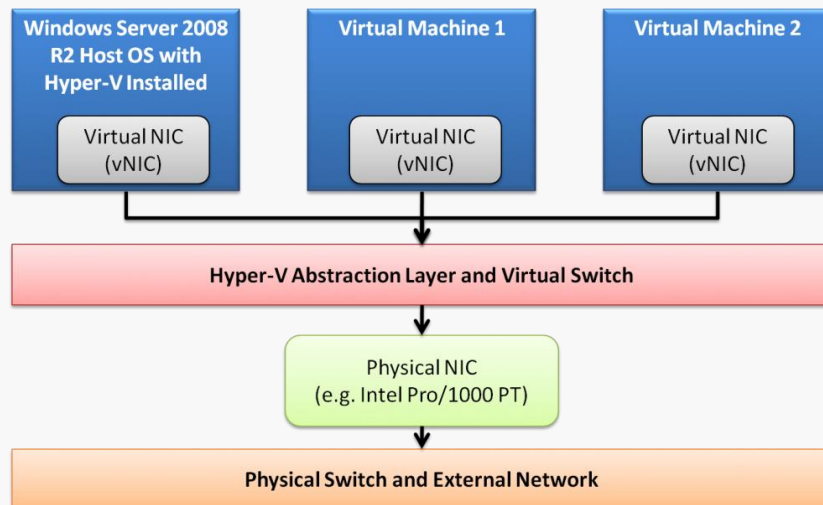 Windows Server 2008
R2 Host OS with
Hyper-V Installed
Virtual NIC
(vNIC)
Virtual Machine 1
Virtual NIC
(vNIC)
Virtual Machine 2
Virtual NIC
(vNIC)
Hyper-V Abstraction Layer and Virtual Switch
Physical NIC
(e.g. Intel Pro/1000 PT)
Physical Switch and External Network